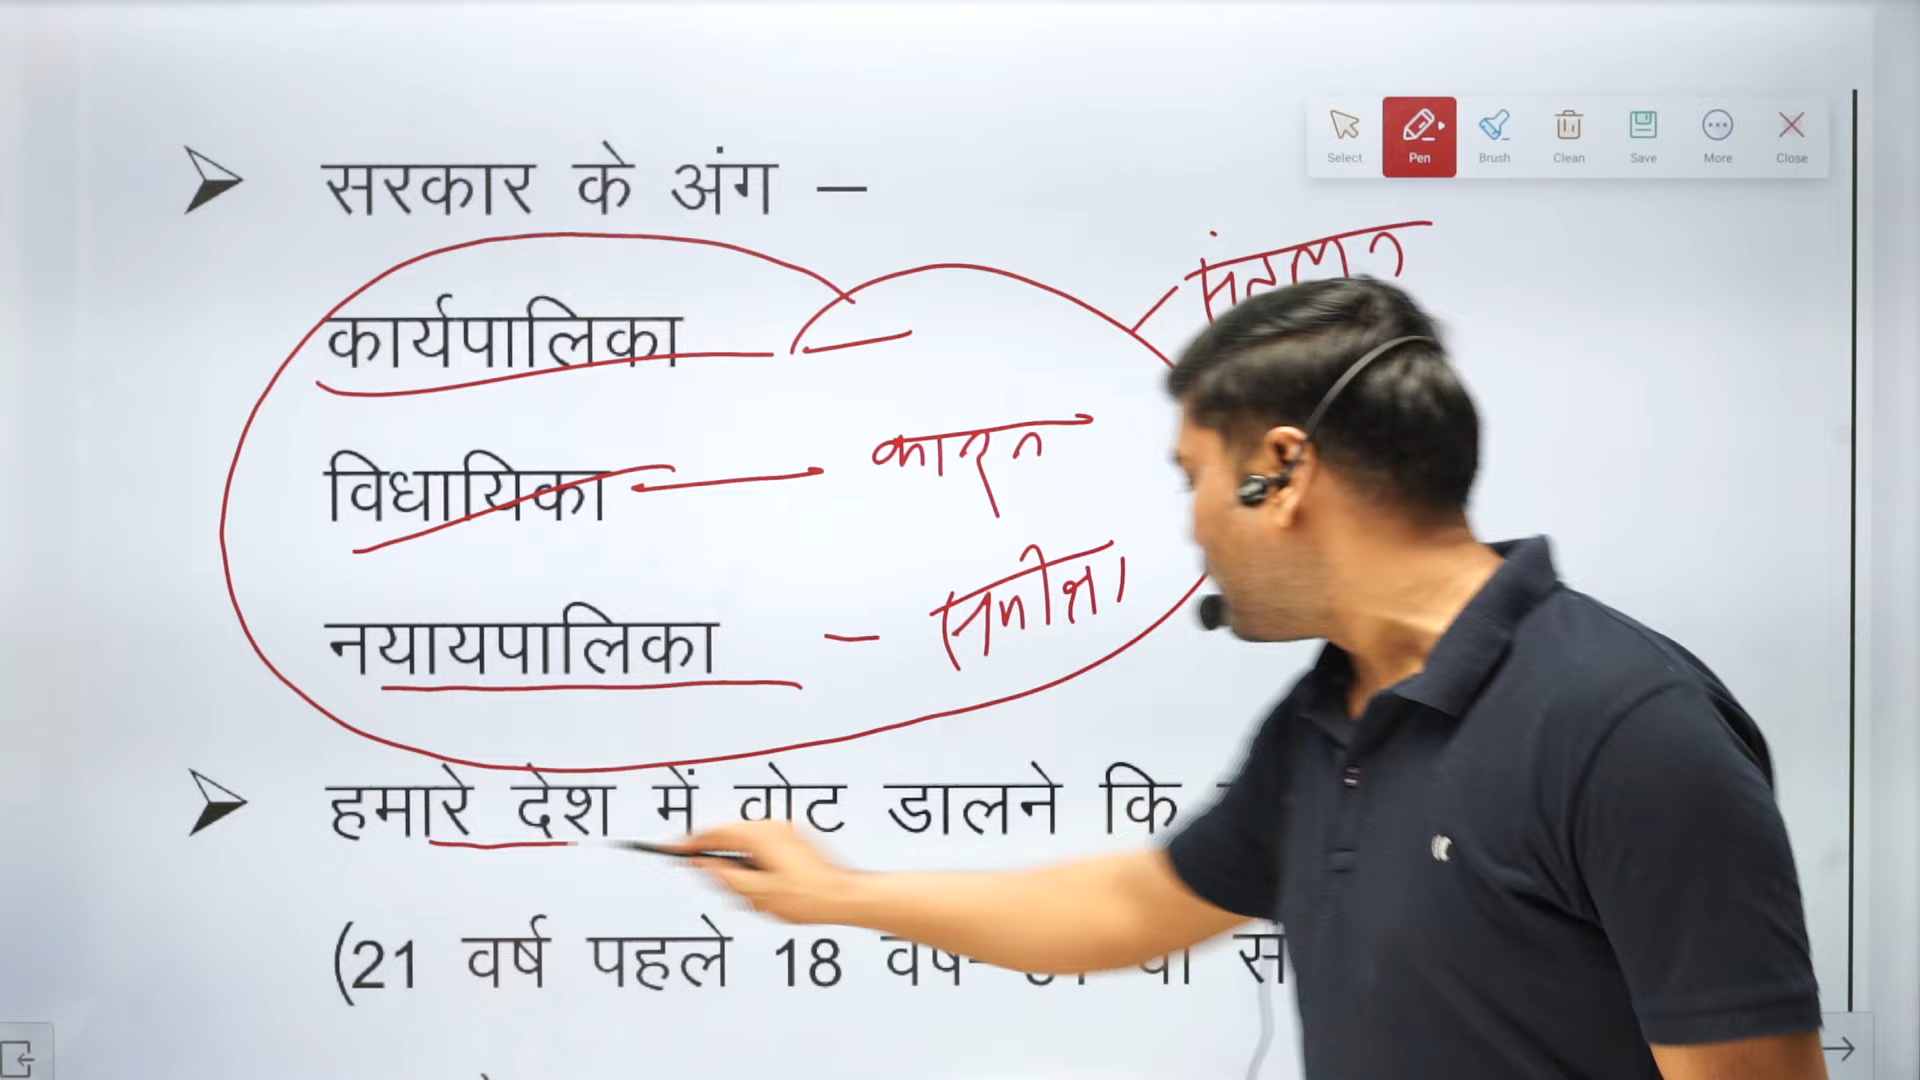 Select Pen Brush Clean Save More Close
सरकार के अंग –
कार्यपालिका
विधायिका
कानून
नयायपालिका – समीक्षा
हमारे देश में वोट डालने कि
(21 वर्ष पहले 18 वर्ष